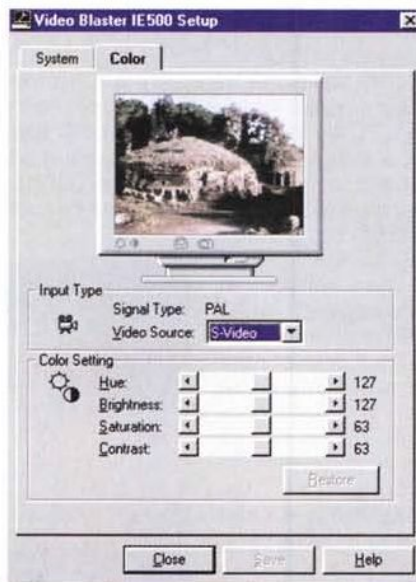 Video Blaster IE500 Setup
System Color
Input Type
Signal Type: PAL
Video Source: S-Video
Color Setting
Hue: 127
Brightness: 127
Saturation: 63
Contrast: 63
Restore
Close Save Help